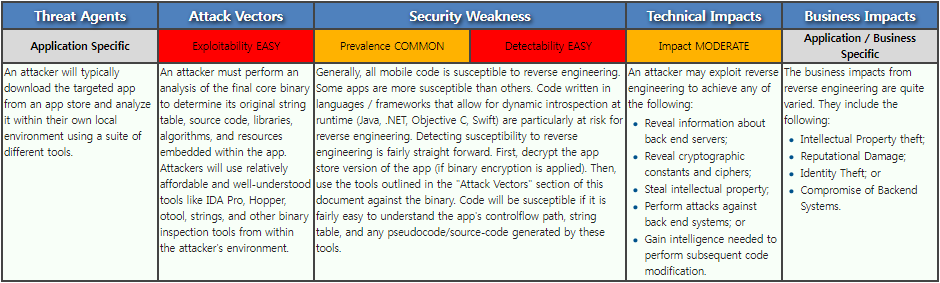 Threat Agents
Attack Vectors
Security Weakness
Technical Impacts
Business Impacts
Application Specific
Exploitability EASY
Prevalence COMMON
Detectability EASY
Impact MODERATE
Application / Business
Specific
An attacker will typically
download the targeted app
from an app store and analyze
it within their own local
environment using a suite of
different tools.
An attacker must perform an
analysis of the final core binary
to determine its original string
table, source code, libraries,
algorithms, and resources
embedded within the app.
Attackers will use relatively
affordable and well-understood
tools like IDA Pro, Hopper,
otool, strings, and other binary
inspection tools from within
the attacker's environment.
Generally, all mobile code is susceptible to reverse engineering.
Some apps are more susceptible than others. Code written in
languages / frameworks that allow for dynamic introspection at
runtime (Java, .NET, Objective C, Swift) are particularly at risk for
reverse engineering. Detecting susceptibility to reverse
engineering is fairly straight forward. First, decrypt the app
store version of the app (if binary encryption is applied). Then,
use the tools outlined in the "Attack Vectors" section of this
document against the binary. Code will be susceptible if it is
fairly easy to understand the app's controlflow path, string
table, and any pseudocode/source-code generated by these
tools.
An attacker may exploit reverse
engineering to achieve any of
the following:
• Reveal information about
back end servers;
• Reveal cryptographic
constants and ciphers;
• Steal intellectual property;
• Perform attacks against
back end systems; or
• Gain intelligence needed to
perform subsequent code
modification.
The business impacts from
reverse engineering are quite
varied. They include the
following:
• Intellectual Property theft;
• Reputational Damage;
• Identity Theft; or
• Compromise of Backend
Systems.